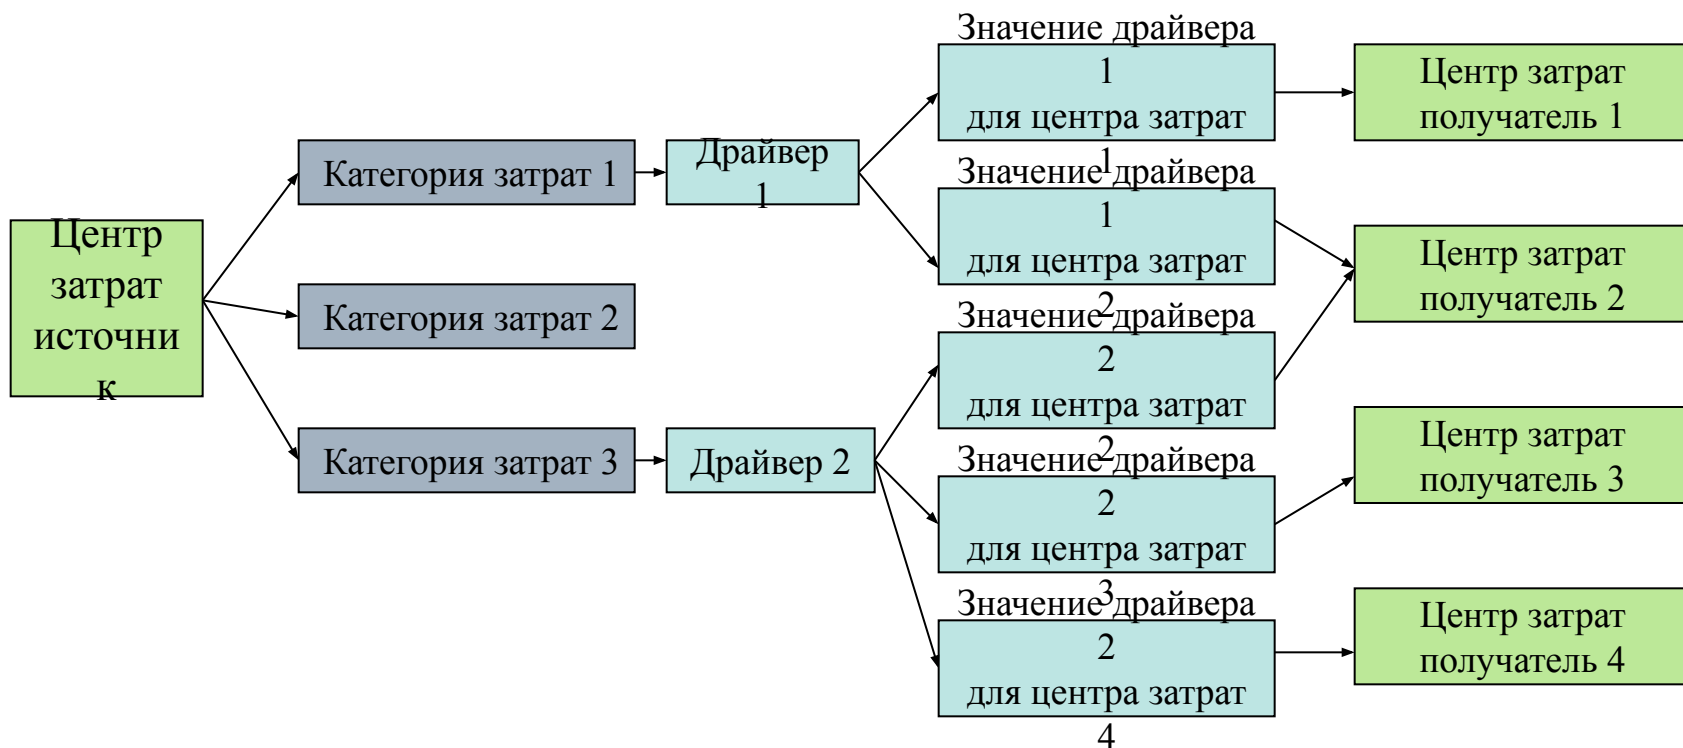 Центр
затрат
источни
к
Категория затрат 1
Категория затрат 2
Категория затрат 3
Драйвер
1
Драйвер 2
Значение драйвера
1
для центра затрат
1
Значение драйвера
1
для центра затрат
2
Значение драйвера
2
для центра затрат
2
Значение драйвера
2
для центра затрат
3
Значение драйвера
2
для центра затрат
4
Центр затрат
получатель 1
Центр затрат
получатель 2
Центр затрат
получатель 3
Центр затрат
получатель 4